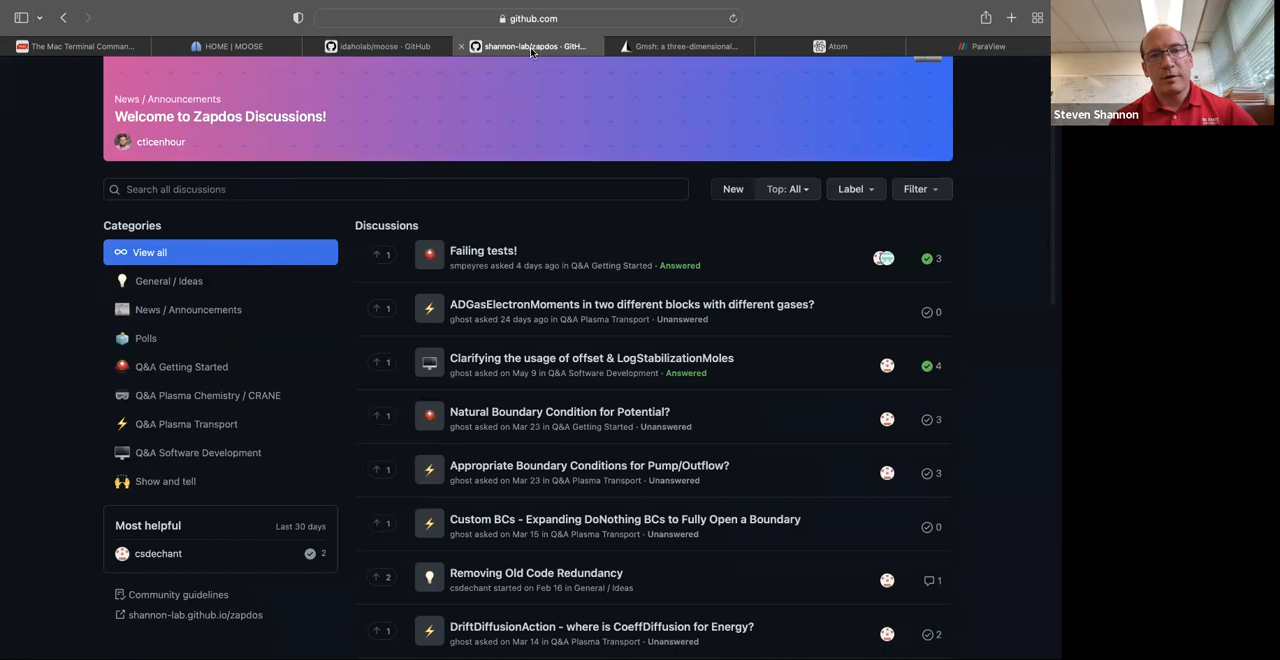 github.com
The Mac Terminal Comman...
HOME | MOOSE
idaholab/moose · GitHub
shannon-lab/zapdos · GitH...
Gmsh: a three-dimensional...
Atom
ParaView
Steven Shannon
News / Announcements
Welcome to Zapdos Discussions!
cticenhour
Search all discussions
New
Top: All
Label
Filter
Categories
View all
General / Ideas
News / Announcements
Polls
Q&A Getting Started
Q&A Plasma Chemistry / CRANE
Q&A Plasma Transport
Q&A Software Development
Show and tell
Most helpful
Last 30 days
csdechant
2
Community guidelines
shannon-lab.github.io/zapdos
Discussions
1
Failing tests!
3
smpeyres asked 4 days ago in Q&A Getting Started · Answered
1
ADGasElectronMoments in two different blocks with different gases?
0
ghost asked 24 days ago in Q&A Plasma Transport · Unanswered
1
Clarifying the usage of offset & LogStabilizationMoles
4
ghost asked on May 9 in Q&A Software Development · Answered
1
Natural Boundary Condition for Potential?
3
ghost asked on Mar 23 in Q&A Getting Started · Unanswered
1
Appropriate Boundary Conditions for Pump/Outflow?
3
ghost asked on Mar 23 in Q&A Plasma Transport · Unanswered
1
Custom BCs - Expanding DoNothing BCs to Fully Open a Boundary
0
ghost asked on Mar 15 in Q&A Plasma Transport · Unanswered
2
Removing Old Code Redundancy
1
csdechant started on Feb 16 in General / Ideas
1
DriftDiffusionAction - where is CoeffDiffusion for Energy?
2
ghost asked on Mar 14 in Q&A Plasma Transport · Unanswered